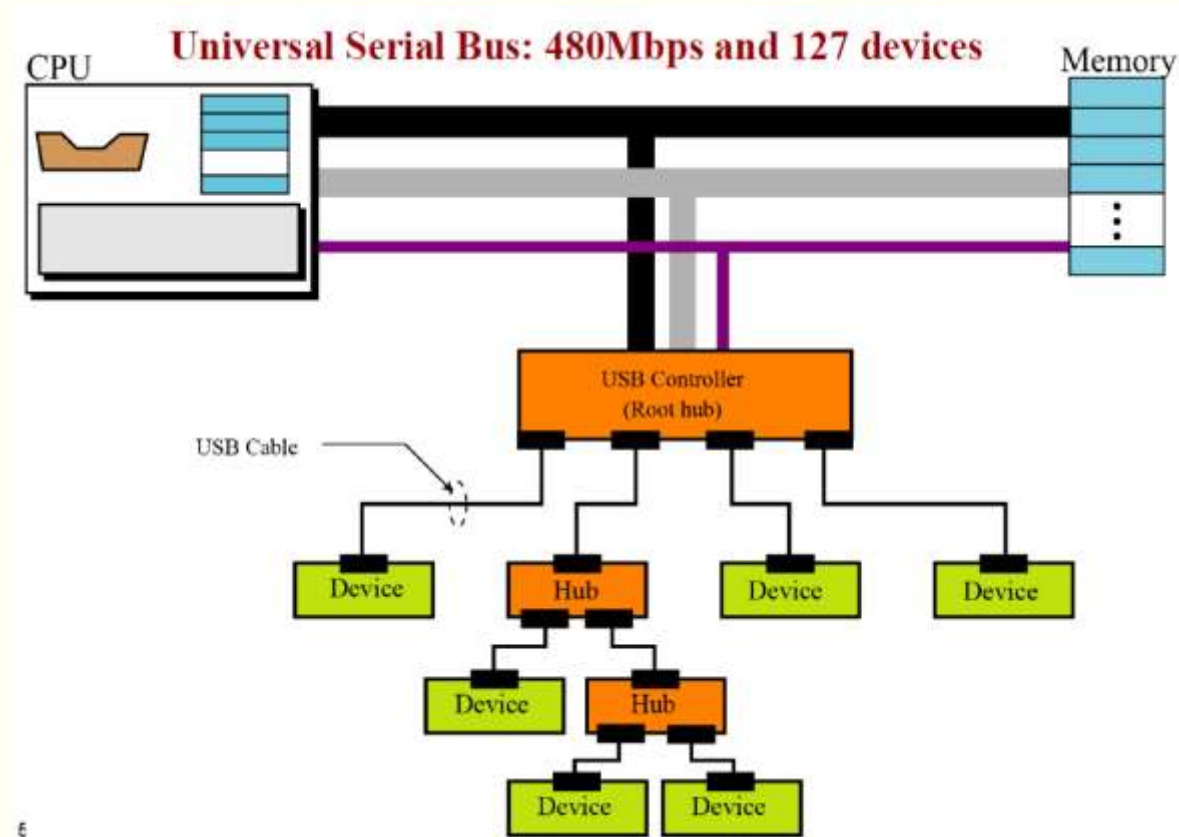 Universal Serial Bus: 480Mbps and 127 devices
CPU
Memory
USB Controller
(Root hub)
USB Cable
Device
Hub
Device
Device
Device
Hub
Device
Device